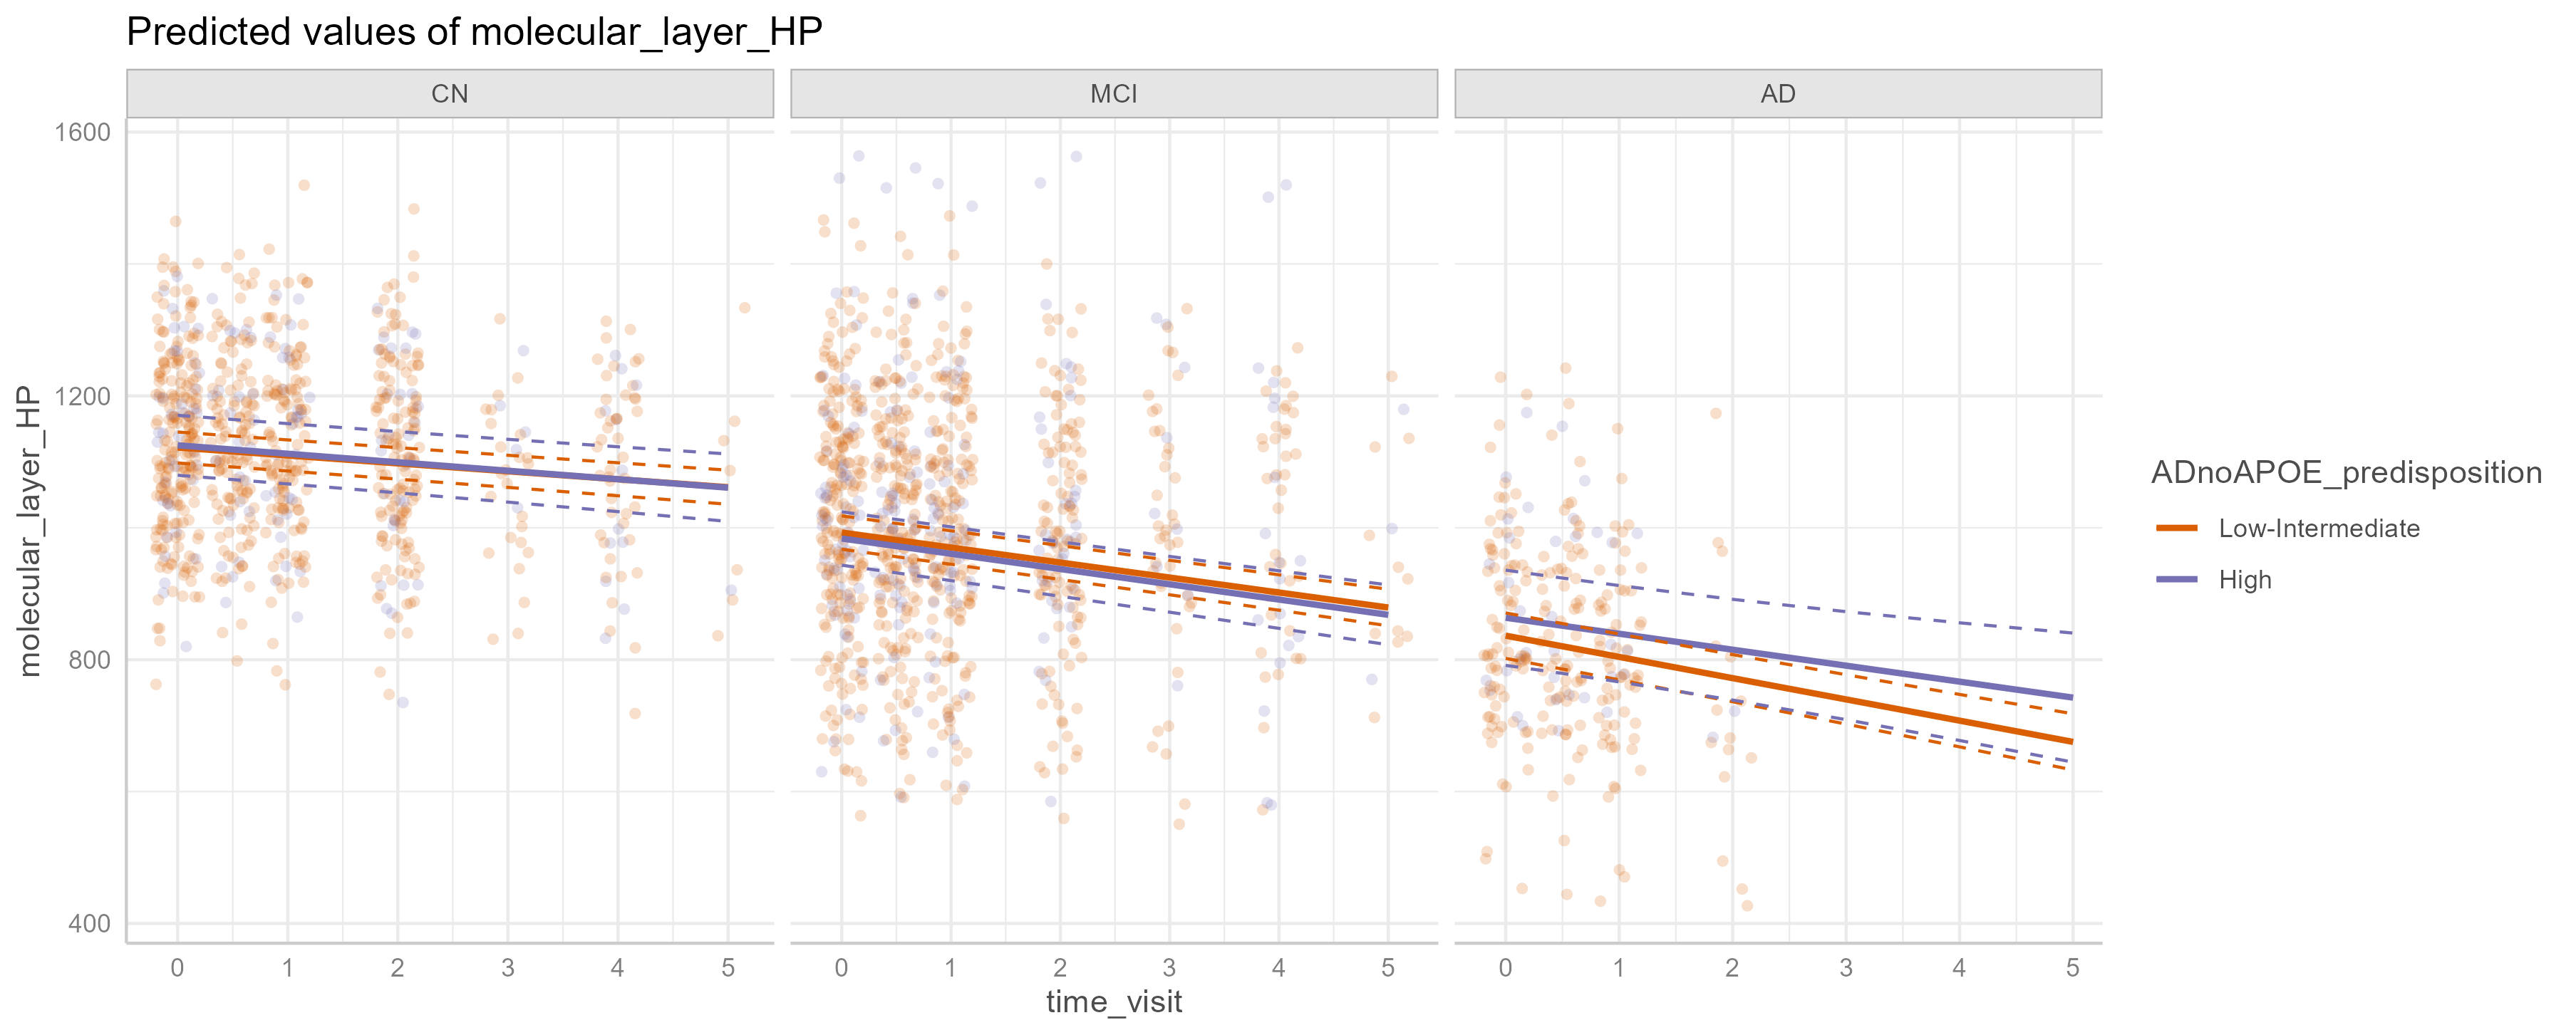 Predicted values of molecular_layer_HP
CN
MCI
AD
molecular_layer_HP
1600
1200
800
400
0 1 2 3 4 5
0 1 2 3 4 5
0 1 2 3 4 5
time_visit
ADnoAPOE_predisposition
Low-Intermediate
High